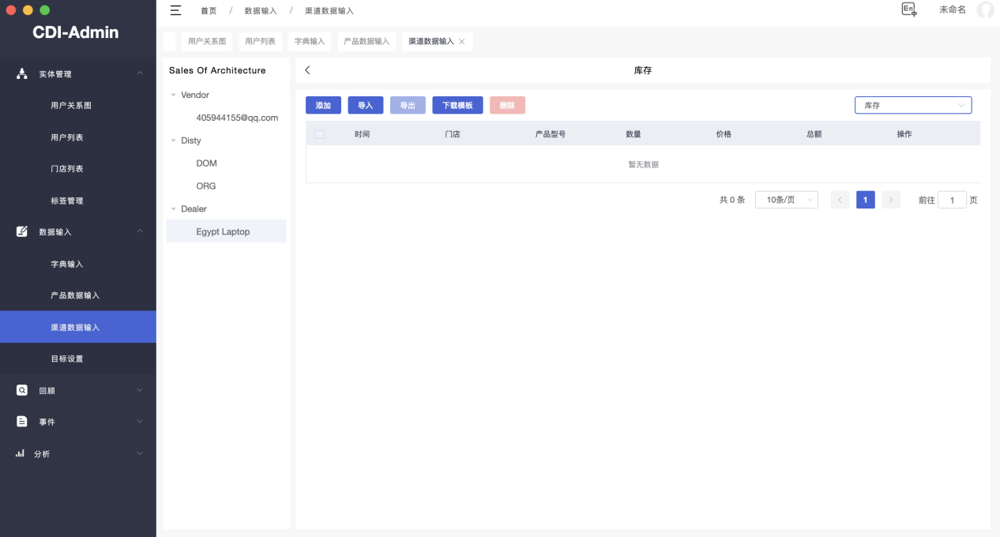 CDI-Admin
实体管理
用户关系图
用户列表
门店列表
标签管理
数据输入
字典输入
产品数据输入
渠道数据输入
目标设置
回顾
事件
分析
首页 / 数据输入 / 渠道数据输入
En
未命名
用户关系图 用户列表 字典输入 产品数据输入 渠道数据输入
Sales Of Architecture
Vendor
405944155@qq.com
Disty
DOM
ORG
Dealer
Egypt Laptop
库存
添加 导入 导出 下载模板 删除 库存
时间 门店 产品型号 数量 价格 总额 操作
暂无数据
共 0 条 10条/页 1 前往 1 页